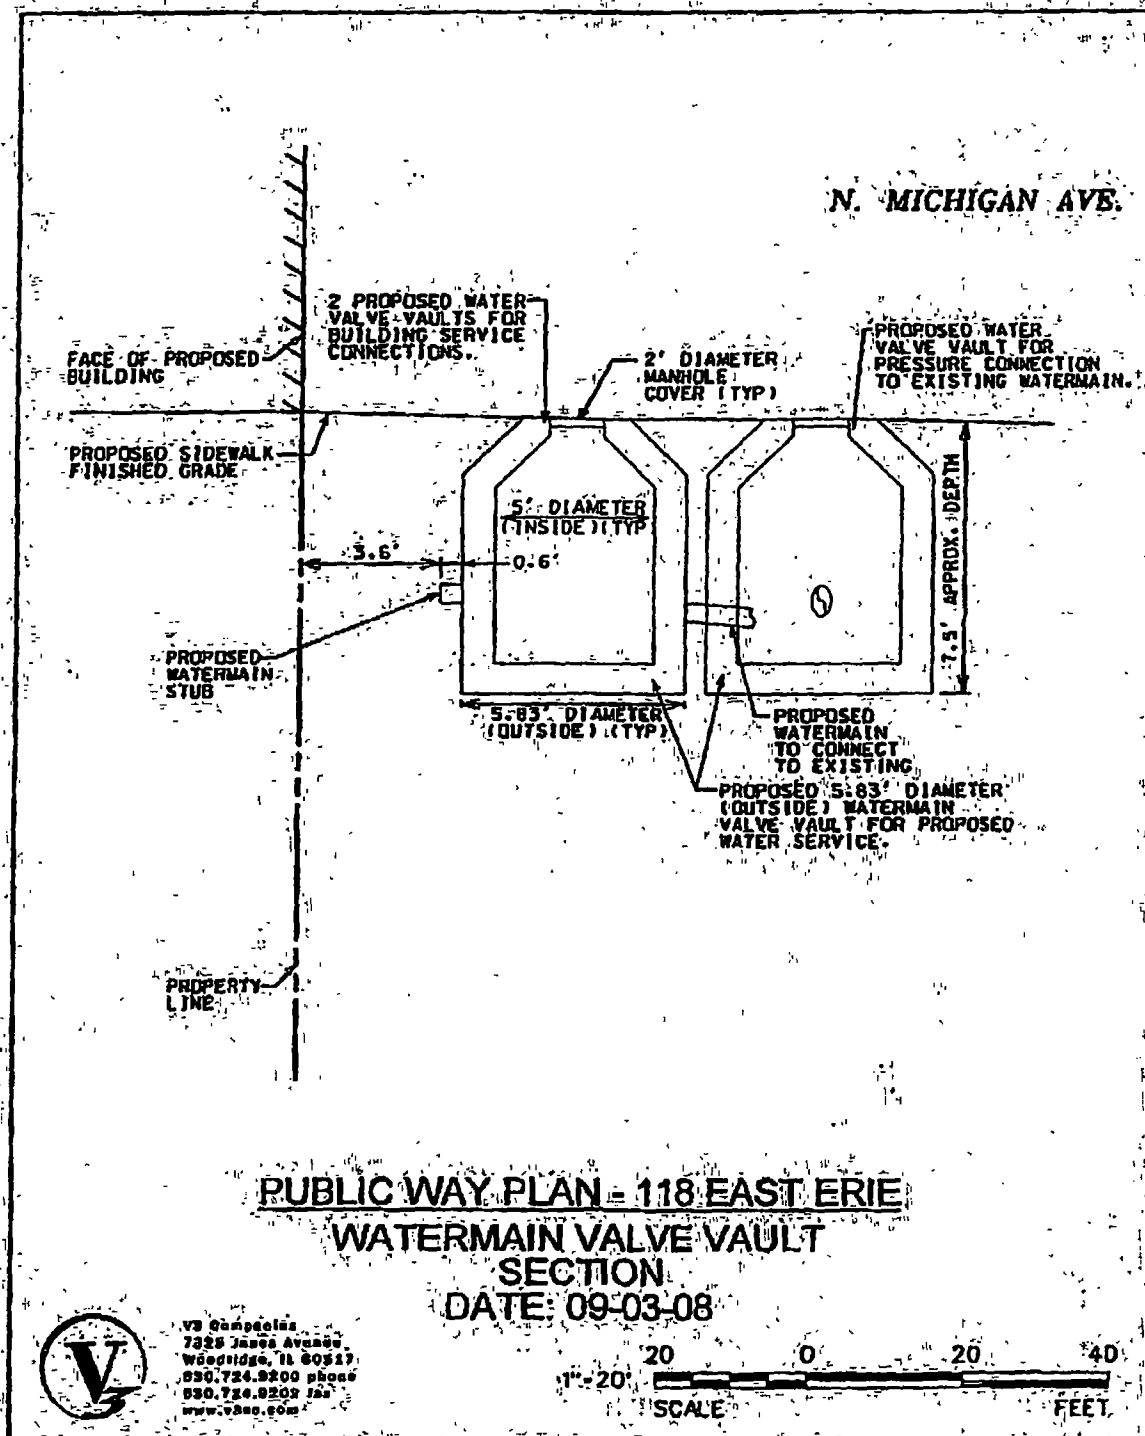 N. MICHIGAN AVE.
2 PROPOSED WATER
VALVE VAULTS FOR
BUILDING SERVICE
CONNECTIONS.
FACE OF PROPOSED
BUILDING
2' DIAMETER
MANHOLE
COVER (TYP)
PROPOSED WATER
VALVE VAULT FOR
PRESSURE CONNECTION
TO EXISTING WATERMAIN.
PROPOSED SIDEWALK
FINISHED GRADE
5' DIAMETER
(INSIDE)(TYP
3.6'
0.6'
7.5' APPROX. DEPTH
PROPOSED
WATERMAIN
STUB
5.83' DIAMETER
(OUTSIDE) (TYP)
PROPOSED
WATERMAIN
TO CONNECT
TO EXISTING
PROPOSED 5.83' DIAMETER
(OUTSIDE) WATERMAIN
VALVE VAULT FOR PROPOSED
WATER SERVICE.
PROPERTY
LINE
PUBLIC WAY PLAN - 118 EAST ERIE
WATERMAIN VALVE VAULT
SECTION
DATE: 09-03-08
V3
V3 Companies
7325 Janes Avenue
Woodridge, IL 60517
630.724.9200 phone
630.724.9202 fax
www.v3co.com
20 0 20 40
1"=20'
SCALE FEET